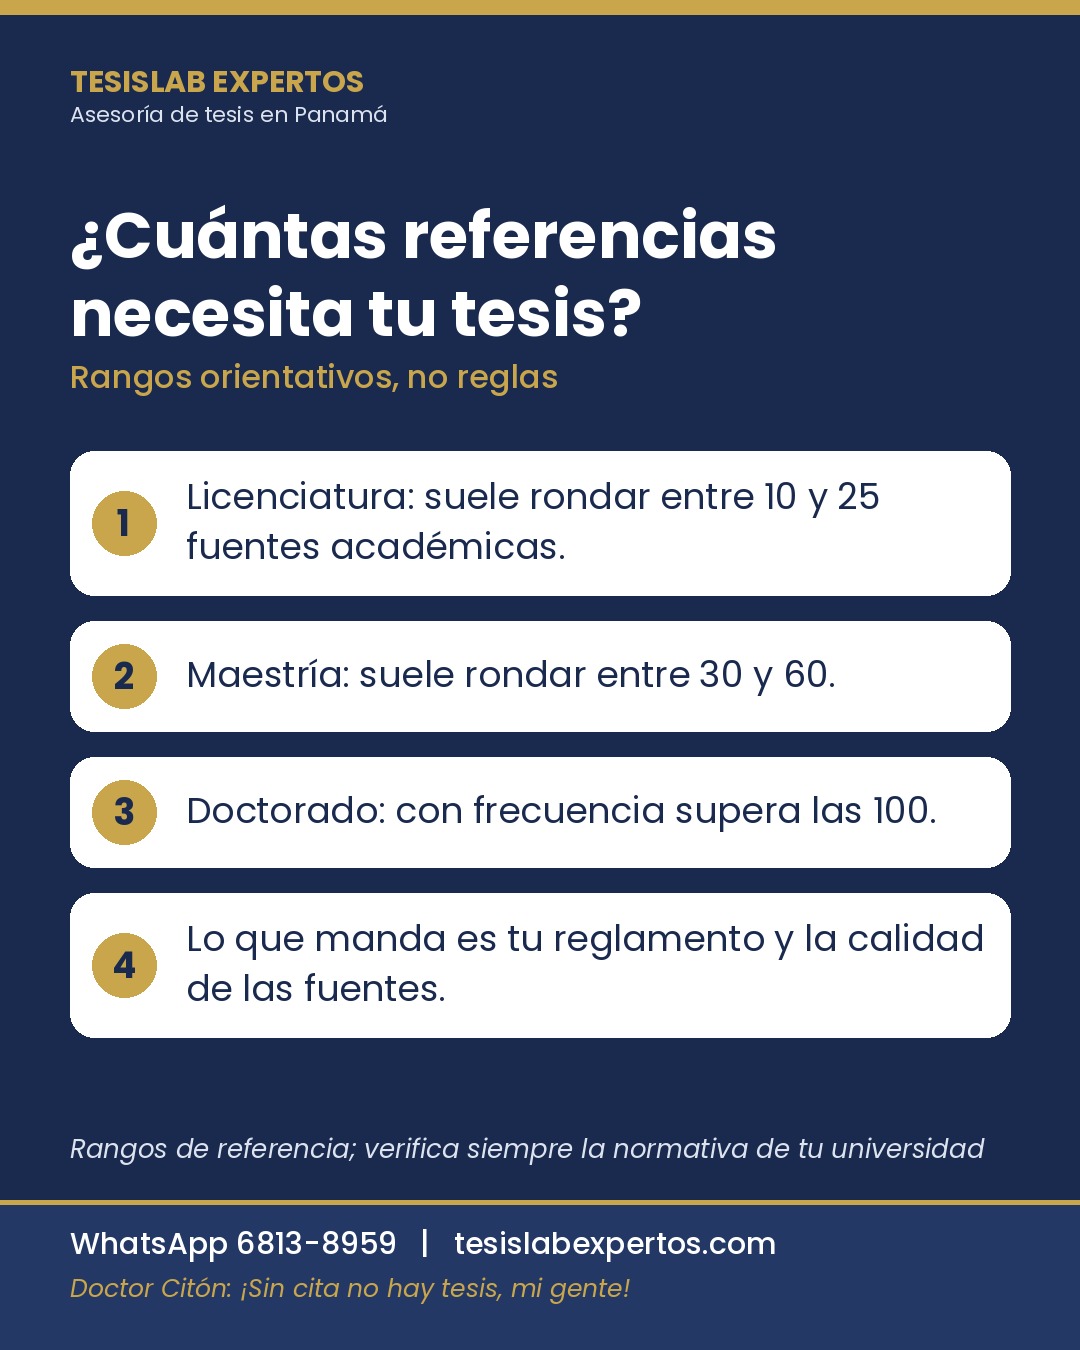 TESISLAB EXPERTOS
Asesoría de tesis en Panamá
¿Cuántas referencias
necesita tu tesis?
Rangos orientativos, no reglas
1
Licenciatura: suele rondar entre 10 y 25
fuentes académicas.
2
Maestría: suele rondar entre 30 y 60.
3
Doctorado: con frecuencia supera las 100.
4
Lo que manda es tu reglamento y la calidad
de las fuentes.
Rangos de referencia; verifica siempre la normativa de tu universidad
WhatsApp 6813-8959 | tesislabexpertos.com
Doctor Citón: ¡Sin cita no hay tesis, mi gente!